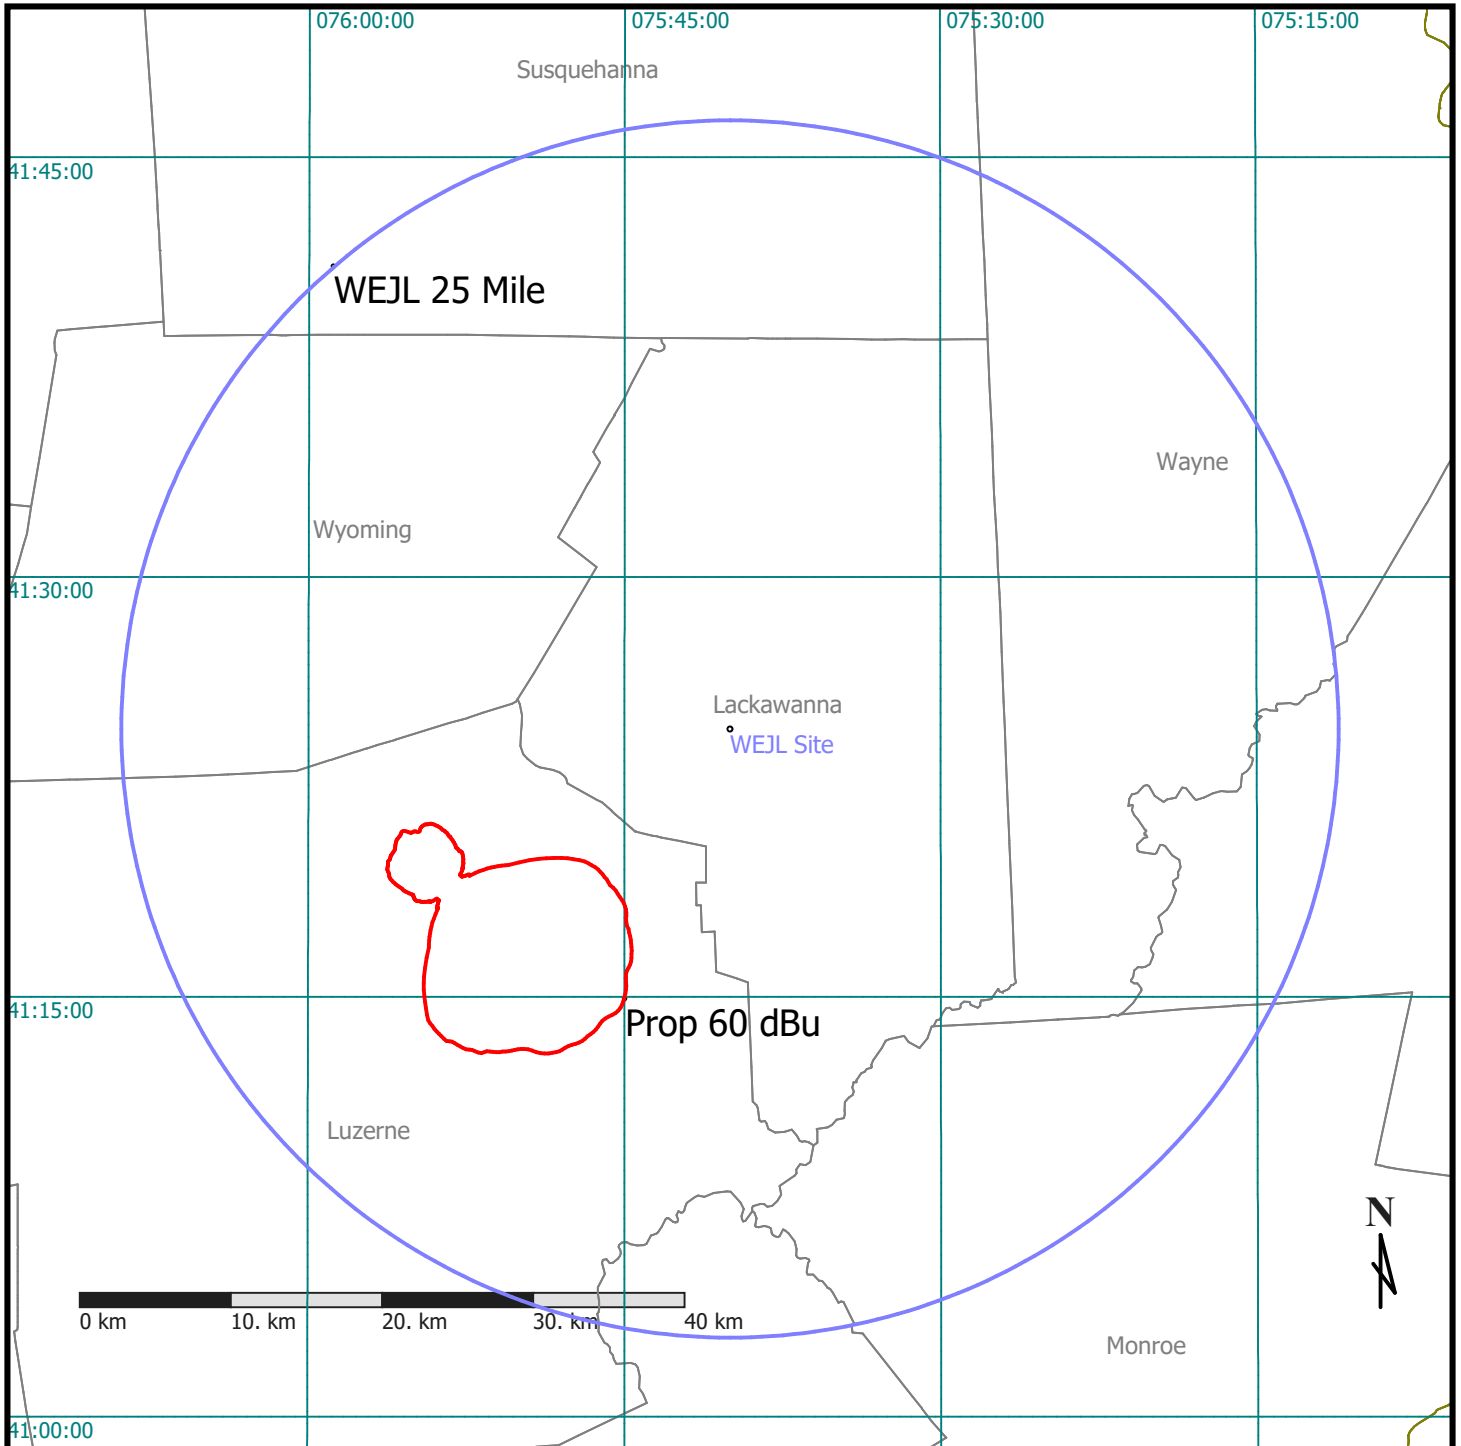 076:00:00 075:45:00 075:30:00 075:15:00
Susquehanna
41:45:00
WEJL 25 Mile
Wayne
Wyoming
41:30:00
Lackawanna
WEJL Site
41:15:00
Prop 60 dBu
Luzerne
N
0 km 10. km 20. km 30. km 40 km
Monroe
41:00:00